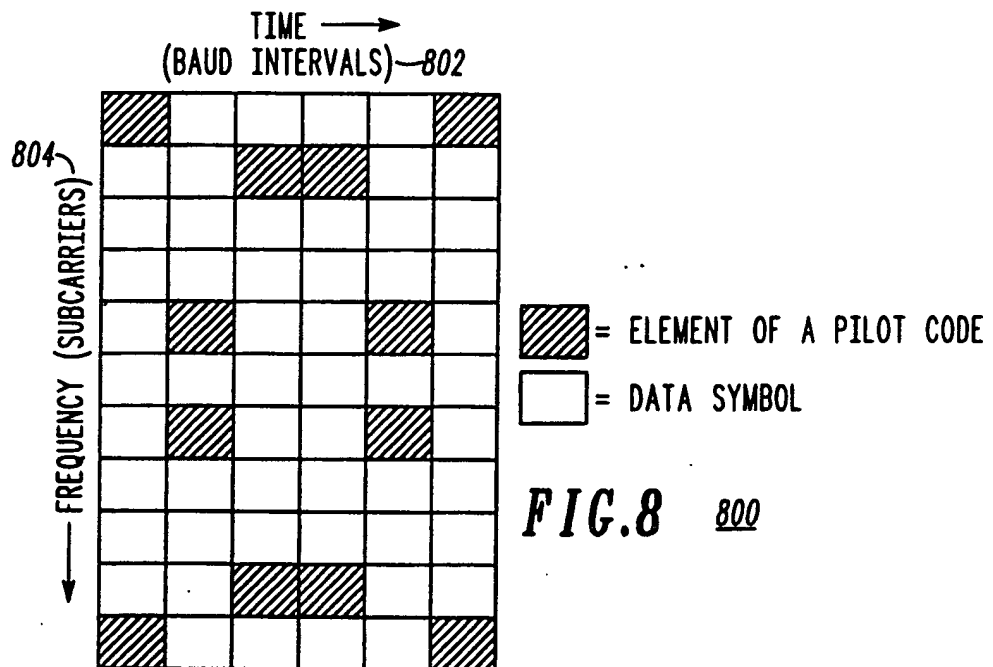 TIME
(BAUD INTERVALS) 802
804
FREQUENCY (SUBCARRIERS)
= ELEMENT OF A PILOT CODE
= DATA SYMBOL
FIG.8 800